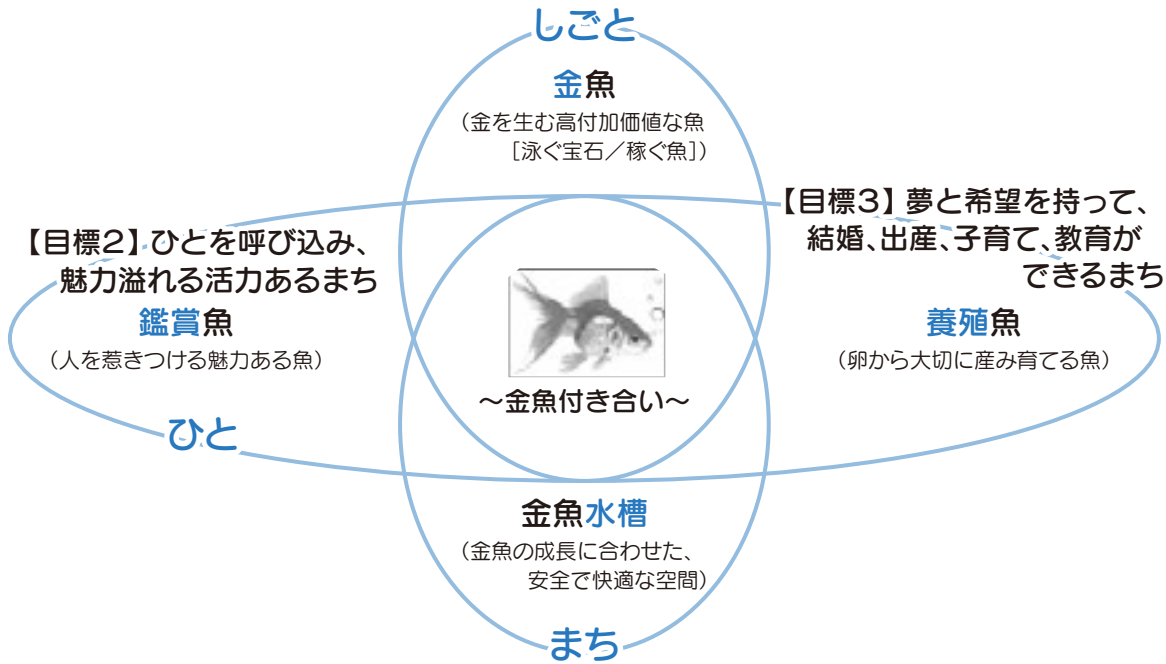 しごと
金魚
（金を生む高付加価値な魚
［泳ぐ宝石／稼ぐ魚］）
【目標2】ひとを呼び込み、
魅力溢れる活力あるまち
鑑賞魚
（人を惹きつける魅力ある魚）
【目標3】夢と希望を持って、
結婚、出産、子育て、教育が
できるまち
養殖魚
（卵から大切に産み育てる魚）
～金魚付き合い～
ひと
金魚水槽
（金魚の成長に合わせた、
安全で快適な空間）
まち